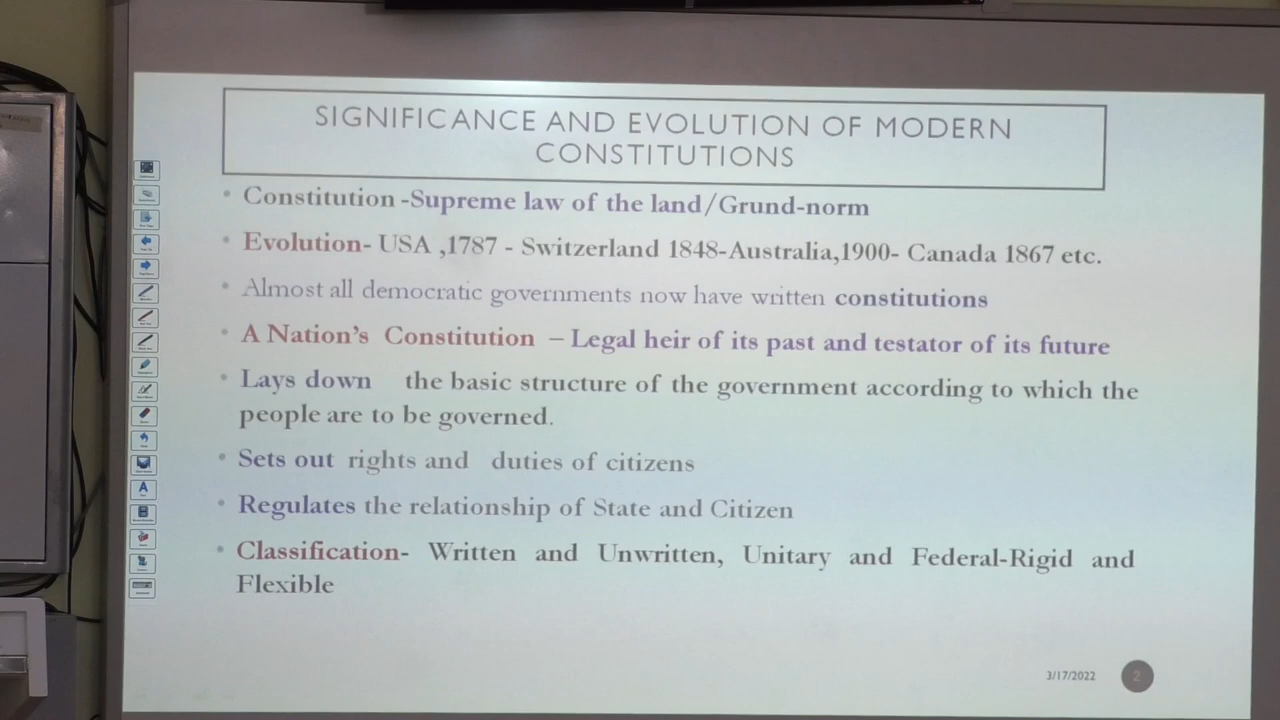 SIGNIFICANCE AND EVOLUTION OF MODERN
CONSTITUTIONS
• Constitution -Supreme law of the land/Grund-norm
• Evolution- USA ,1787 - Switzerland 1848-Australia,1900- Canada 1867 etc.
• Almost all democratic governments now have written constitutions
• A Nation's Constitution – Legal heir of its past and testator of its future
• Lays down the basic structure of the government according to which the
people are to be governed.
• Sets out rights and duties of citizens
• Regulates the relationship of State and Citizen
• Classification- Written and Unwritten, Unitary and Federal-Rigid and
Flexible
3/17/2022
2